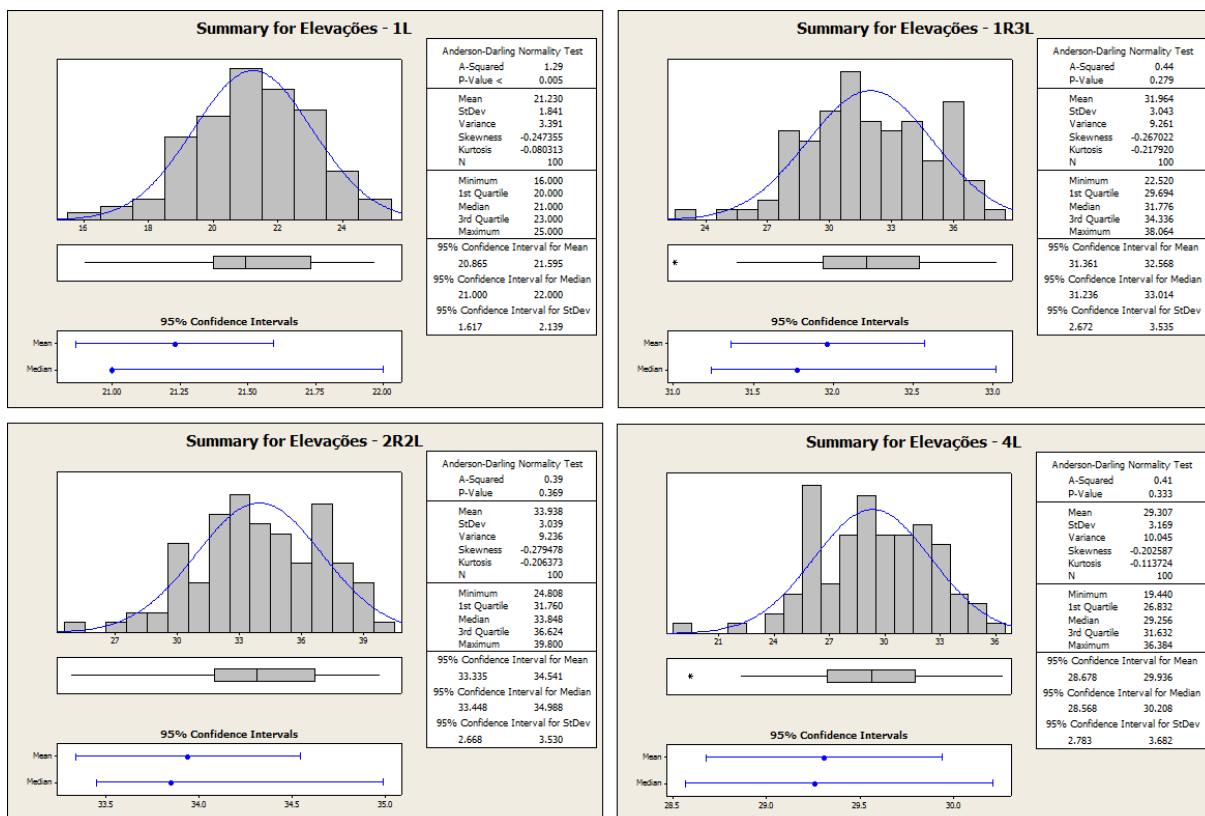 Summary for Elevações - 1L
Anderson-Darling Normality Test
A-Squared 1.29
P-Value < 0.005
Mean 21.230
StDev 1.841
Variance 3.391
Skewness -0.247355
Kurtosis -0.080313
N 100
Minimum 16.000
1st Quartile 20.000
Median 21.000
3rd Quartile 23.000
Maximum 25.000
95% Confidence Interval for Mean
20.865 21.595
95% Confidence Interval for Median
21.000 22.000
95% Confidence Interval for StDev
1.617 2.139
16 18 20 22 24
95% Confidence Intervals
Mean
Median
21.00 21.25 21.50 21.75 22.00
Summary for Elevações - 1R3L
Anderson-Darling Normality Test
A-Squared 0.44
P-Value 0.279
Mean 31.964
StDev 3.043
Variance 9.261
Skewness -0.267022
Kurtosis -0.217920
N 100
Minimum 22.520
1st Quartile 29.694
Median 31.776
3rd Quartile 34.336
Maximum 38.064
95% Confidence Interval for Mean
31.361 32.568
95% Confidence Interval for Median
31.236 33.014
95% Confidence Interval for StDev
2.672 3.535
24 27 30 33 36
*
95% Confidence Intervals
Mean
Median
31.0 31.5 32.0 32.5 33.0
Summary for Elevações - 2R2L
Anderson-Darling Normality Test
A-Squared 0.39
P-Value 0.369
Mean 33.938
StDev 3.039
Variance 9.236
Skewness -0.279478
Kurtosis -0.206373
N 100
Minimum 24.808
1st Quartile 31.760
Median 33.848
3rd Quartile 36.624
Maximum 39.800
95% Confidence Interval for Mean
33.335 34.541
95% Confidence Interval for Median
33.448 34.988
95% Confidence Interval for StDev
2.668 3.530
27 30 33 36 39
95% Confidence Intervals
Mean
Median
33.5 34.0 34.5 35.0
Summary for Elevações - 4L
Anderson-Darling Normality Test
A-Squared 0.41
P-Value 0.333
Mean 29.307
StDev 3.169
Variance 10.045
Skewness -0.202587
Kurtosis -0.113724
N 100
Minimum 19.440
1st Quartile 26.832
Median 29.256
3rd Quartile 31.632
Maximum 36.384
95% Confidence Interval for Mean
28.678 29.936
95% Confidence Interval for Median
28.568 30.208
95% Confidence Interval for StDev
2.783 3.682
21 24 27 30 33 36
*
95% Confidence Intervals
Mean
Median
28.5 29.0 29.5 30.0